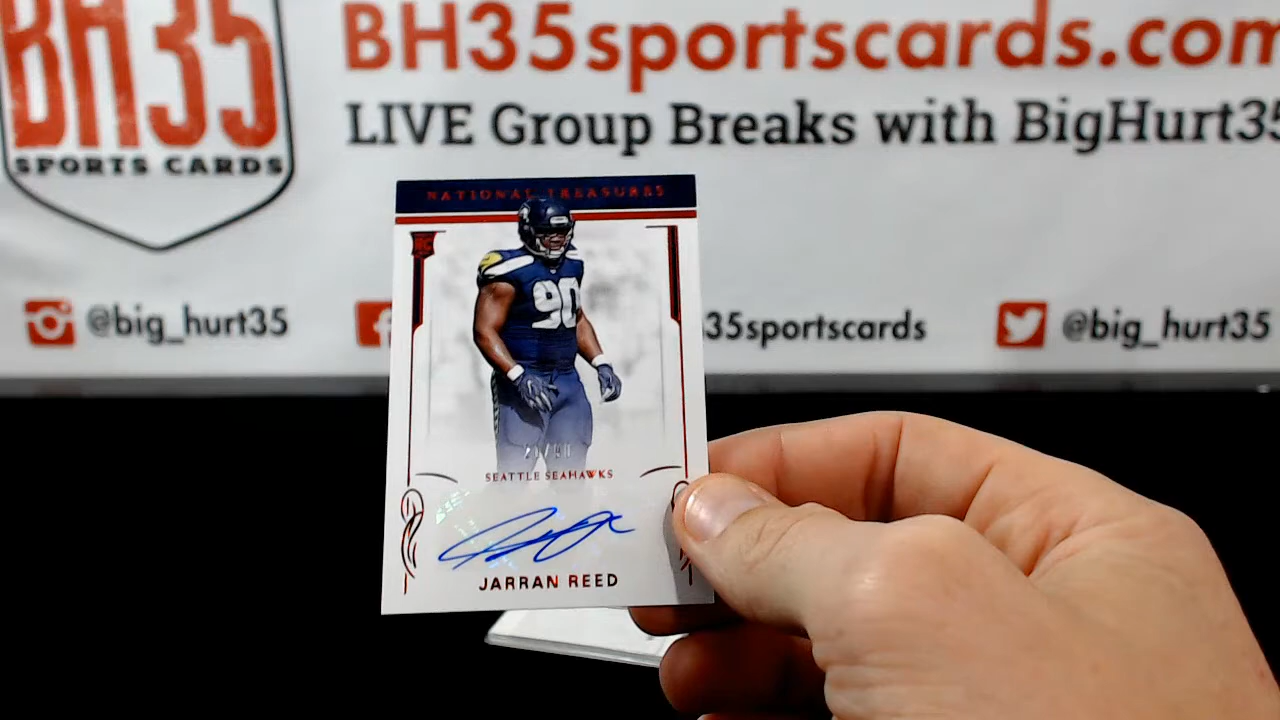 BH35
SPORTS CARDS
BH35sportscards.com
LIVE Group Breaks with BigHurt35
@big_hurt35
35sportscards
@big_hurt35
NATIONAL TREASURES
RC
90
SEATTLE SEAHAWKS
JARRAN REED